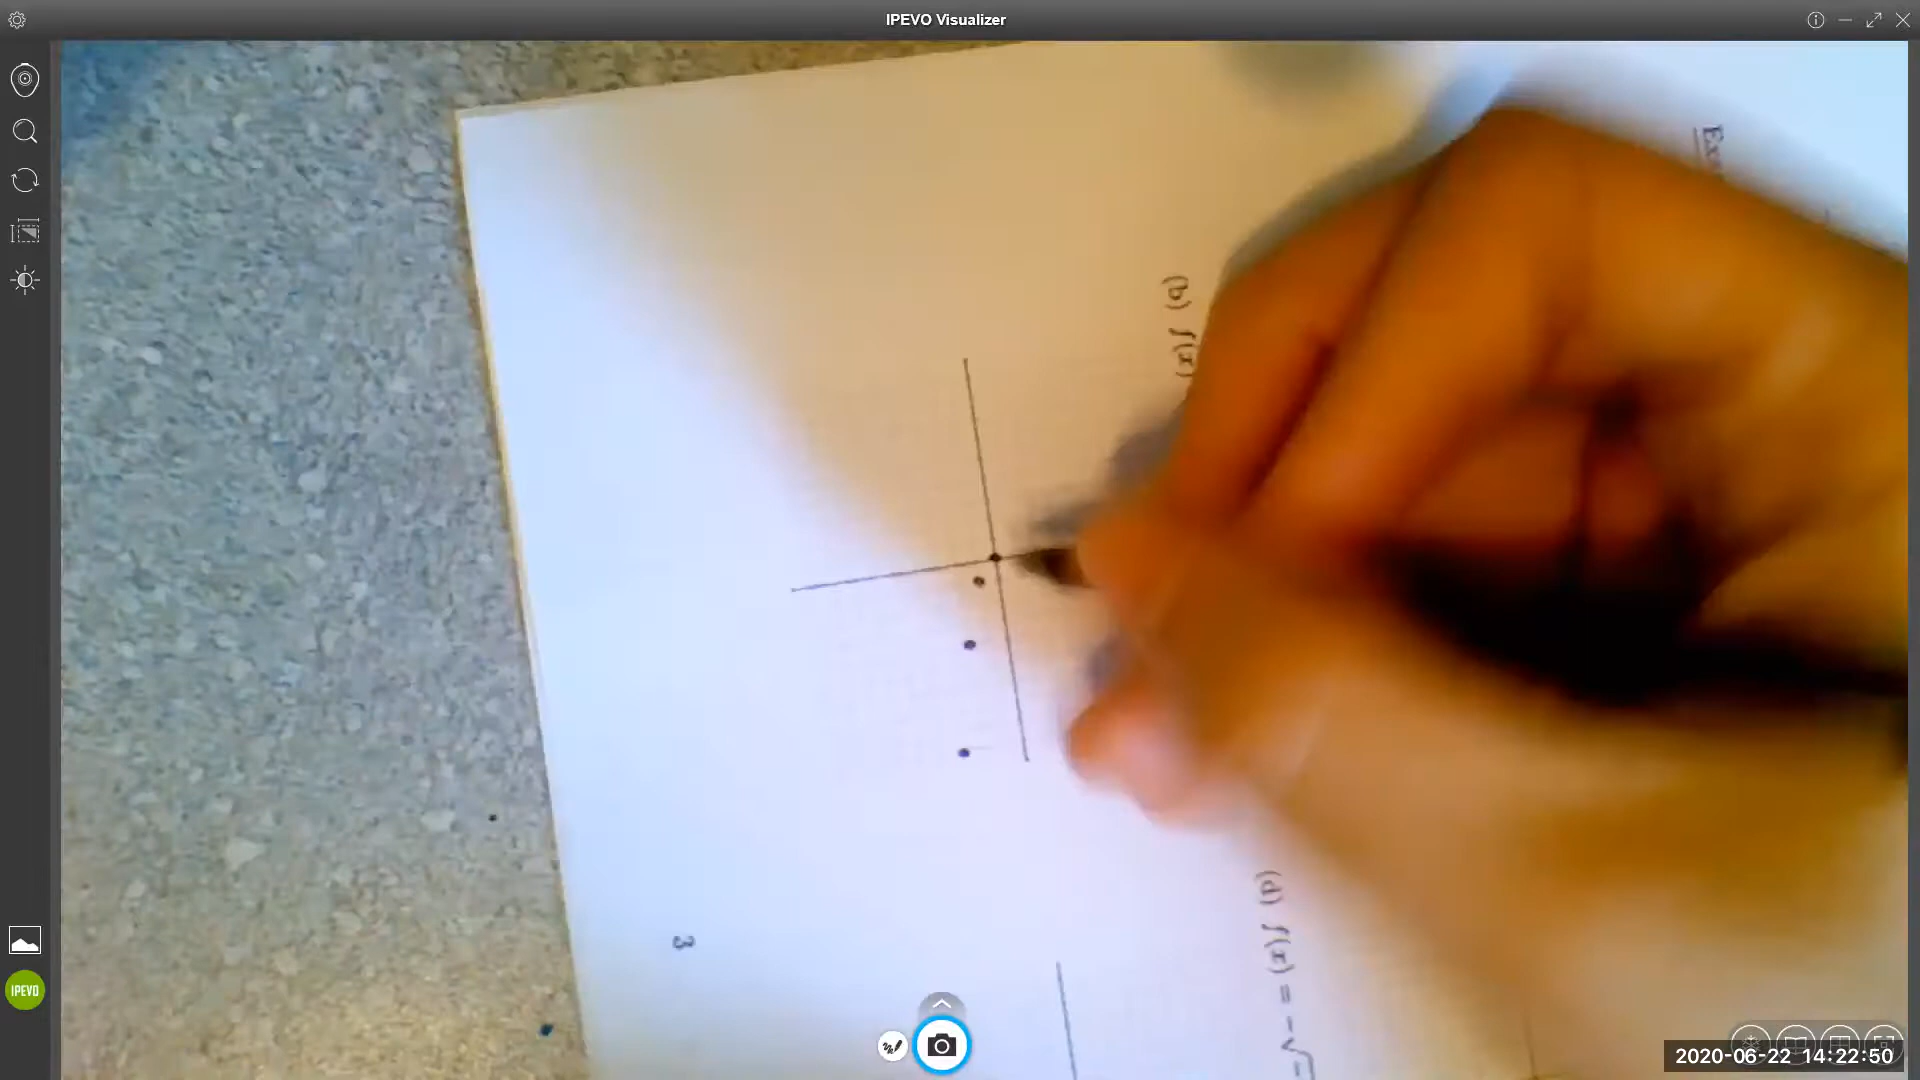 IPEVO Visualizer
(b) f(x)
(d) f(x) = -√-
3
IPEVO
2020-06-22 14:22:50